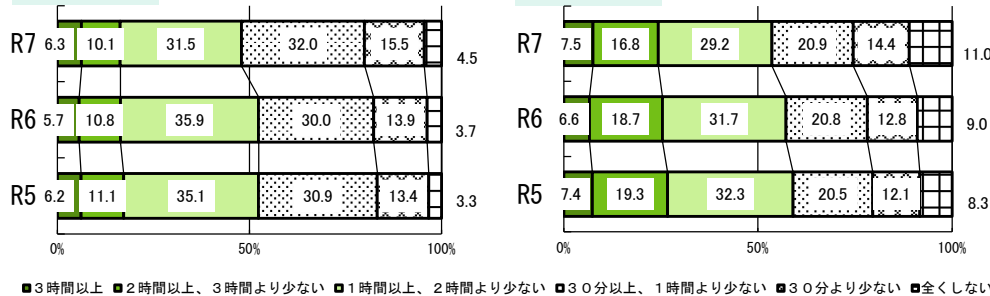 R7 6.3 10.1 31.5 32.0 15.5 4.5
R6 5.7 10.8 35.9 30.0 13.9 3.7
R5 6.2 11.1 35.1 30.9 13.4 3.3
0% 50% 100%
R7 7.5 16.8 29.2 20.9 14.4 11.0
R6 6.6 18.7 31.7 20.8 12.8 9.0
R5 7.4 19.3 32.3 20.5 12.1 8.3
0% 50% 100%
３時間以上 ２時間以上、３時間より少ない １時間以上、２時間より少ない ３０分以上、１時間より少ない ３０分より少ない 全くしない